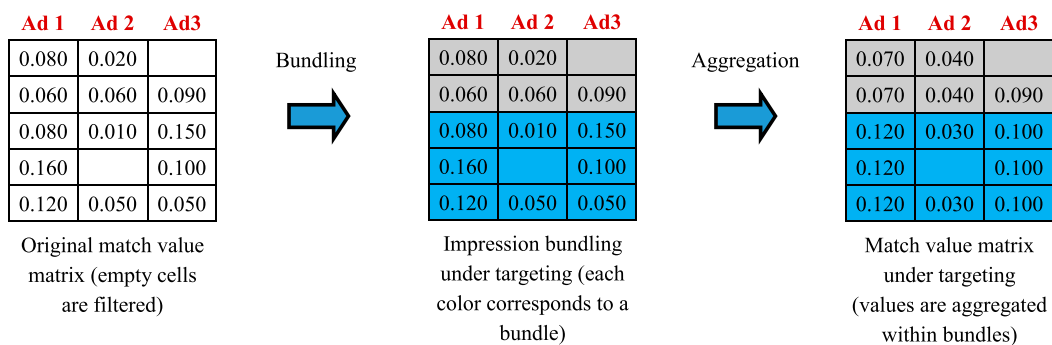 Ad 1 Ad 2 Ad3
0.080 0.020
0.060 0.060 0.090
0.080 0.010 0.150
0.160 0.100
0.120 0.050 0.050
Original match value
matrix (empty cells
are filtered)
Bundling
Ad 1 Ad 2 Ad3
0.080 0.020
0.060 0.060 0.090
0.080 0.010 0.150
0.160 0.100
0.120 0.050 0.050
Impression bundling
under targeting (each
color corresponds to a
bundle)
Aggregation
Ad 1 Ad 2 Ad3
0.070 0.040
0.070 0.040 0.090
0.120 0.030 0.100
0.120 0.100
0.120 0.030 0.100
Match value matrix
under targeting
(values are aggregated
within bundles)